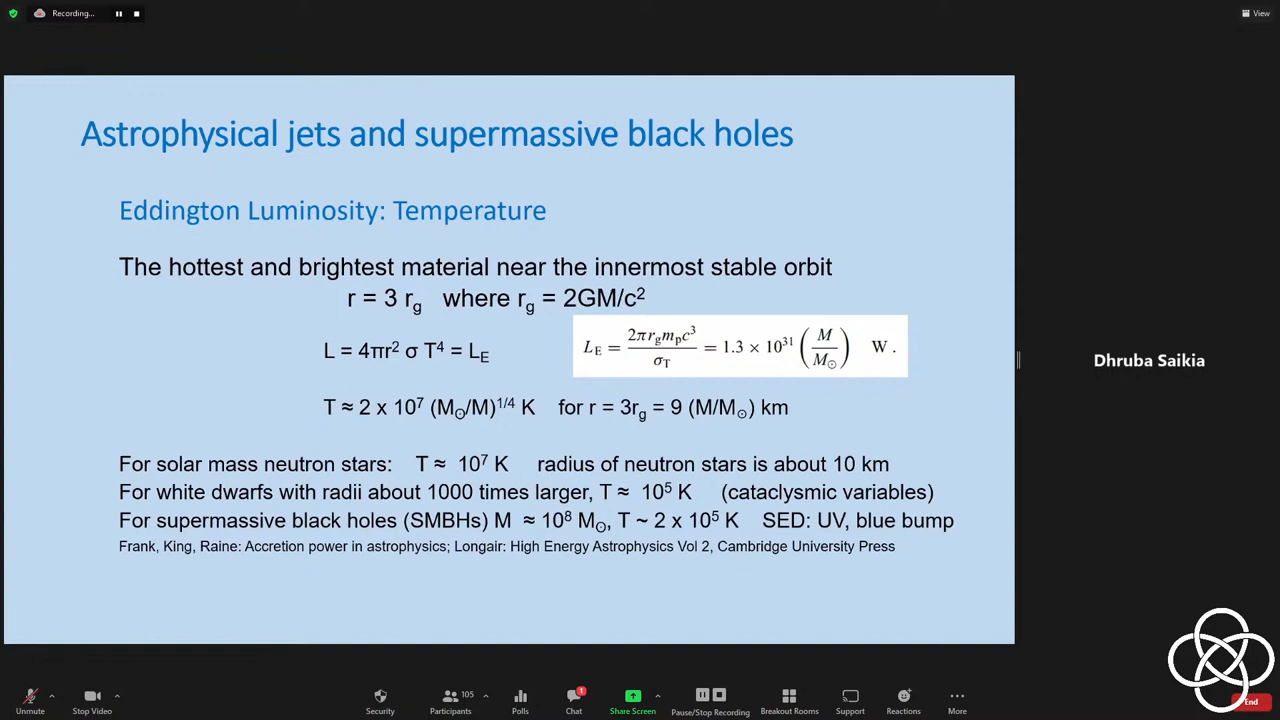 Recording...
View
Astrophysical jets and supermassive black holes
Eddington Luminosity: Temperature
The hottest and brightest material near the innermost stable orbit
r = 3 r_g where r_g = 2GM/c²
L = 4πr² σ T⁴ = L_E
L_E = 2πr_g m_p c³ / σ_T = 1.3 × 10³¹ (M/M_⊙) W .
T ≈ 2 x 10⁷ (M_⊙/M)^1/4 K for r = 3r_g = 9 (M/M_⊙) km
For solar mass neutron stars: T ≈ 10⁷ K radius of neutron stars is about 10 km
For white dwarfs with radii about 1000 times larger, T ≈ 10⁵ K (cataclysmic variables)
For supermassive black holes (SMBHs) M ≈ 10⁸ M_⊙, T ~ 2 x 10⁵ K SED: UV, blue bump
Frank, King, Raine: Accretion power in astrophysics; Longair: High Energy Astrophysics Vol 2, Cambridge University Press
Dhruba Saikia
Unmute
Stop Video
Security
Participants 105
Polls
Chat 1
Share Screen
Pause/Stop Recording
Breakout Rooms
Support
Reactions
More
End